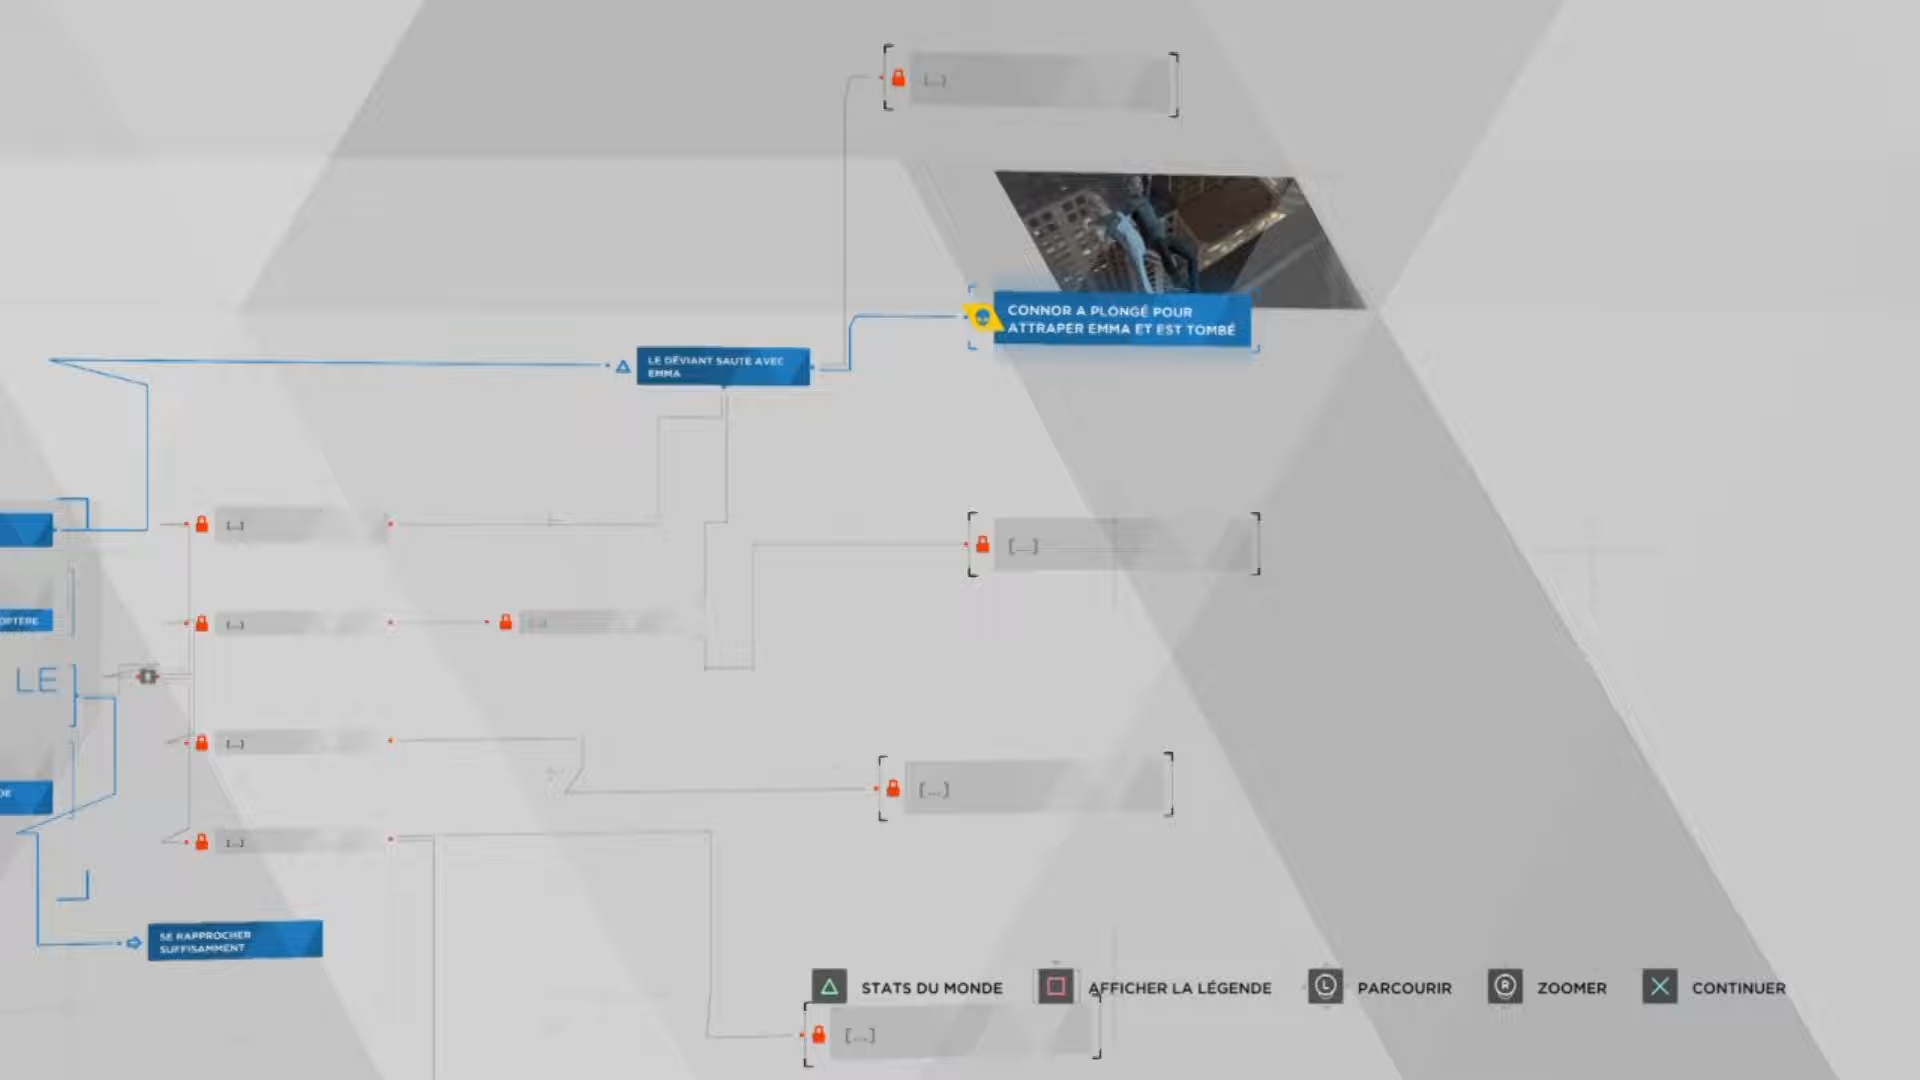 [...]
CONNOR A PLONGÉ POUR
ATTRAPER EMMA ET EST TOMBÉ
LE DÉVIANT SAUTE AVEC
EMMA
[...]
[...]
[...]
OPTÈRE
LE
[...]
[...]
[...]
SE RAPPROCHER
SUFFISAMMENT
STATS DU MONDE
AFFICHER LA LÉGENDE
L
PARCOURIR
R
ZOOMER
CONTINUER
[...]